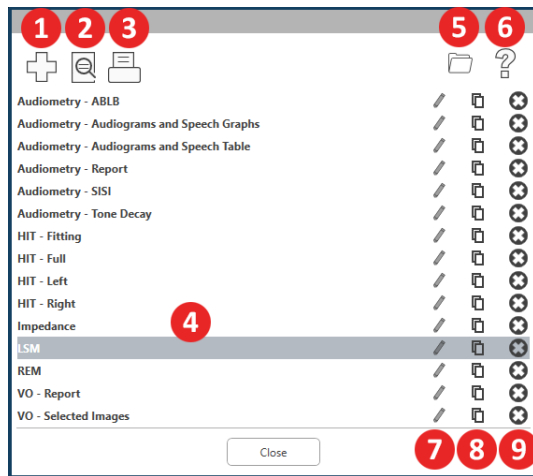 1 2 3 5 6
Audiometry - ABLB
Audiometry - Audiograms and Speech Graphs
Audiometry - Audiograms and Speech Table
Audiometry - Report
Audiometry - SISI
Audiometry - Tone Decay
HIT - Fitting
HIT - Full
HIT - Left
HIT - Right
Impedance 4
LSM
REM
VO - Report
VO - Selected Images
Close 7 8 9